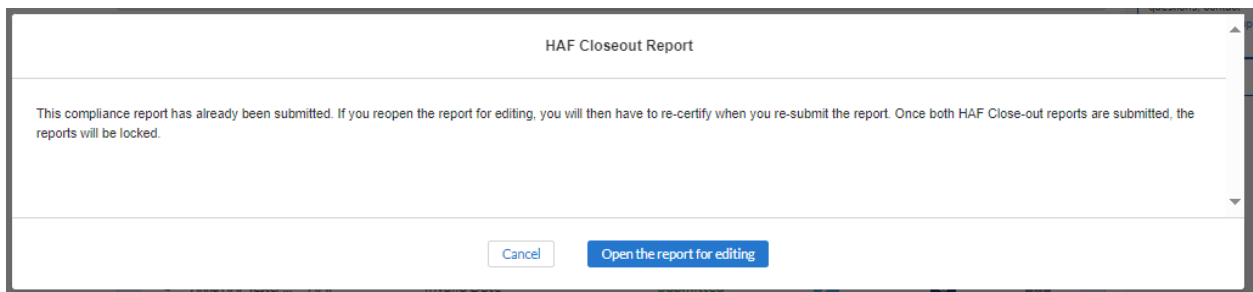 questions, contact
HAF Closeout Report
This compliance report has already been submitted. If you reopen the report for editing, you will then have to re-certify when you re-submit the report. Once both HAF Close-out reports are submitted, the
reports will be locked.
Cancel
Open the report for editing